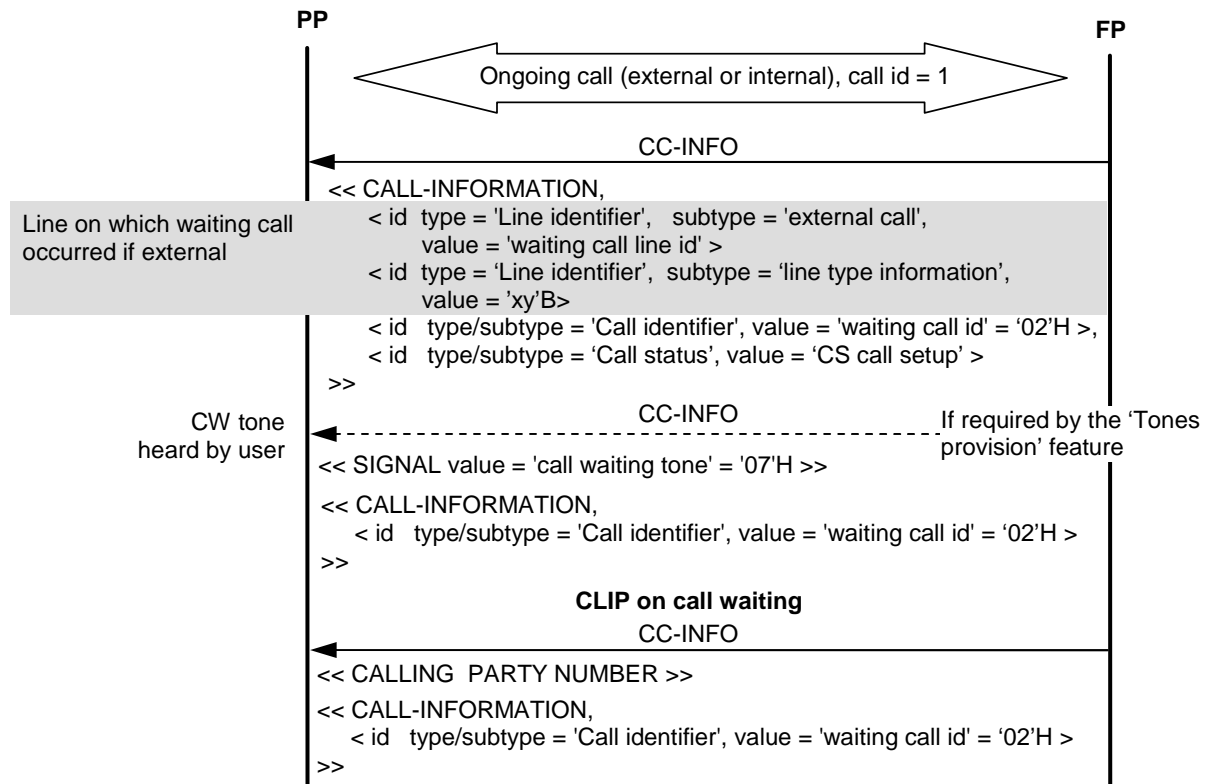 PP
FP
Ongoing call (external or internal), call id = 1
CC-INFO
<< CALL-INFORMATION,
Line on which waiting call
occurred if external
< id type = 'Line identifier', subtype = 'external call',
value = 'waiting call line id' >
< id type = ‘Line identifier’, subtype = ‘line type information’,
value = ’xy’B>
< id type/subtype = 'Call identifier', value = 'waiting call id' = ‘02’H >,
< id type/subtype = ‘Call status’, value = ‘CS call setup’ >
>>
CC-INFO
CW tone
heard by user
If required by the ‘Tones
provision’ feature
<< SIGNAL value = 'call waiting tone' = '07'H >>
<< CALL-INFORMATION,
< id type/subtype = 'Call identifier', value = 'waiting call id' = ‘02’H >
>>
CLIP on call waiting
CC-INFO
<< CALLING PARTY NUMBER >>
<< CALL-INFORMATION,
< id type/subtype = 'Call identifier', value = 'waiting call id' = ‘02’H >
>>